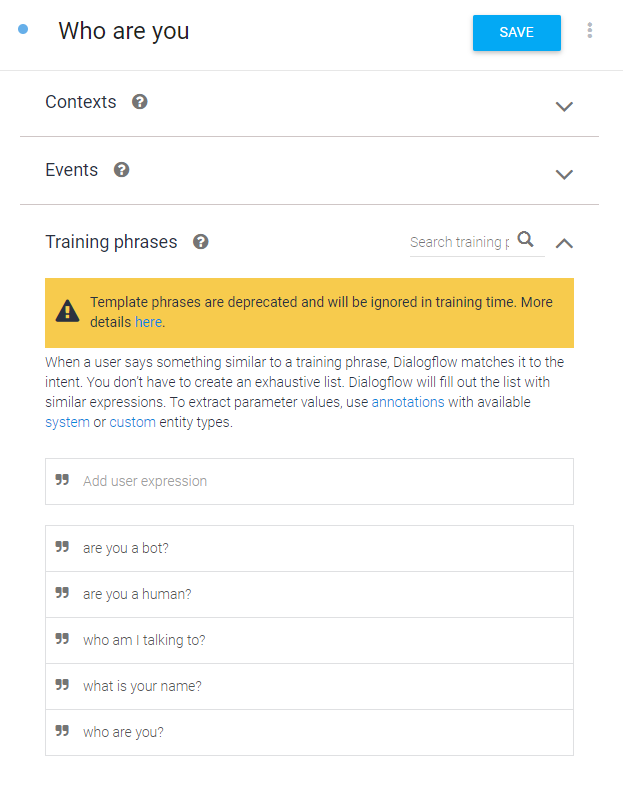 Who are you
SAVE
Contexts
Events
Training phrases
Search training p
Template phrases are deprecated and will be ignored in training time. More
details here.
When a user says something similar to a training phrase, Dialogflow matches it to the
intent. You don't have to create an exhaustive list. Dialogflow will fill out the list with
similar expressions. To extract parameter values, use annotations with available
system or custom entity types.
Add user expression
are you a bot?
are you a human?
who am I talking to?
what is your name?
who are you?